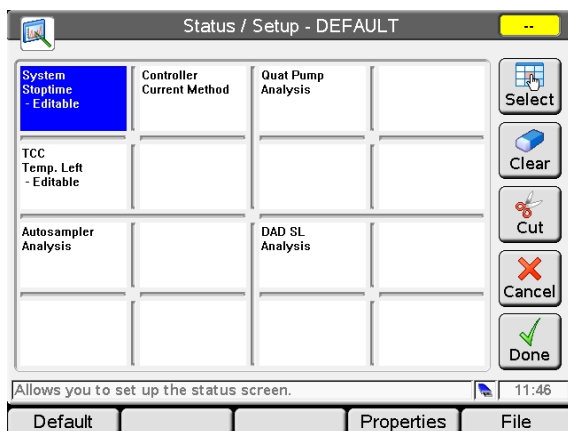 Status / Setup - DEFAULT
--
System
Stoptime
- Editable
Controller
Current Method
Quat Pump
Analysis
Select
TCC
Temp. Left
- Editable
Clear
Autosampler
Analysis
DAD SL
Analysis
Cut
Cancel
Done
Allows you to set up the status screen.
11:46
Default
Properties
File